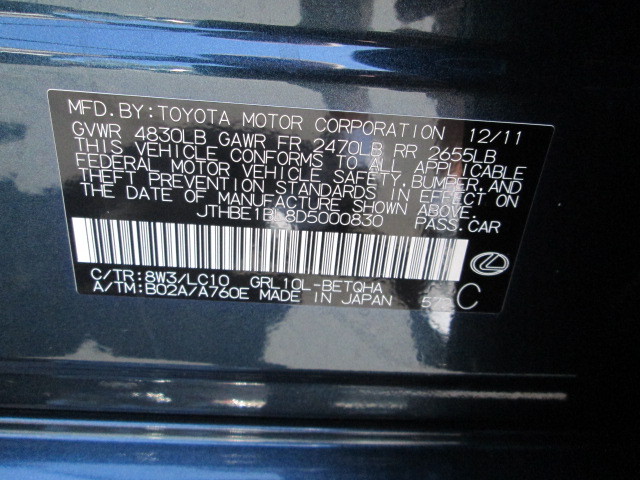 MFD. BY: TOYOTA MOTOR CORPORATION 12/11
GVWR 4830LB GAWR FR 2470LB RR 2655LB
THIS VEHICLE CONFORMS TO ALL APPLICABLE
FEDERAL MOTOR VEHICLE SAFETY, BUMPER, AND
THEFT PREVENTION STANDARDS IN EFFECT ON
THE DATE OF MANUFACTURE SHOWN ABOVE.
JTHBE1BL8D5000830 PASS.CAR
C/TR:8W3/LC10 GRL10L-BETQHA
A/TM:B02A/A760E MADE IN JAPAN C